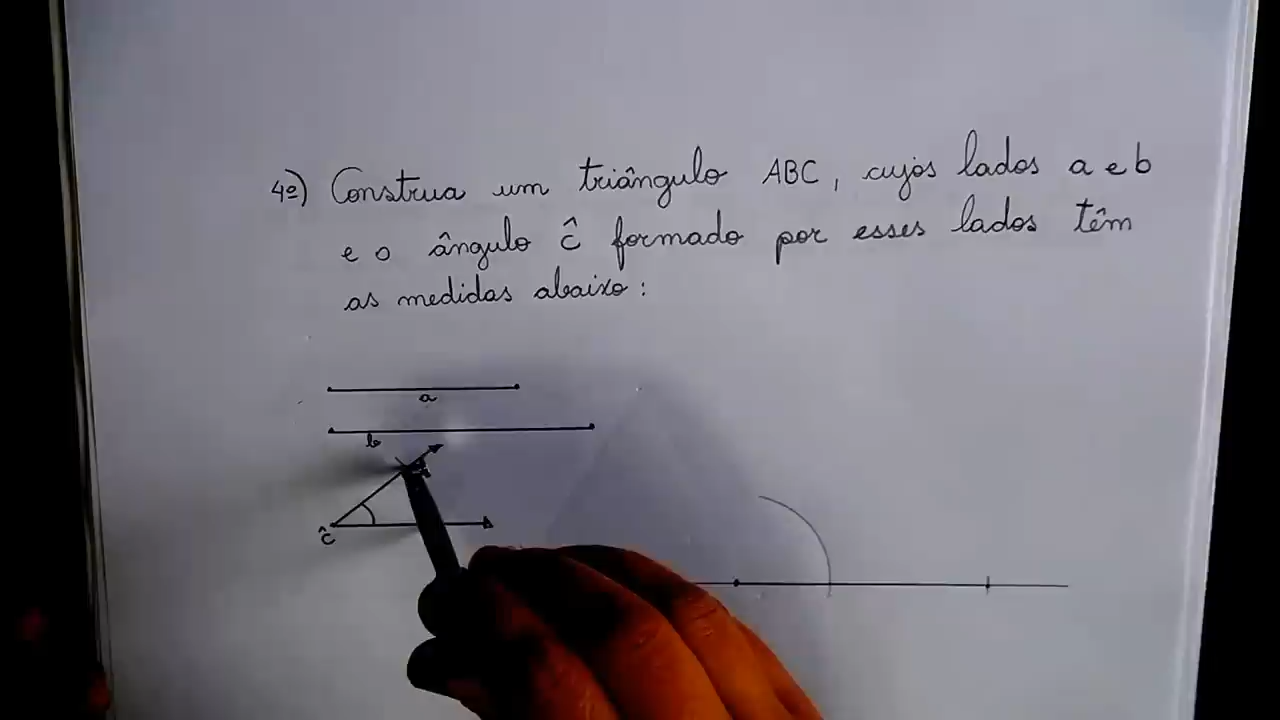 4º) Construa um triângulo ABC, cujos lados a e b
e o ângulo ĉ formado por esses lados têm
as medidas abaixo:
a
b
ĉ